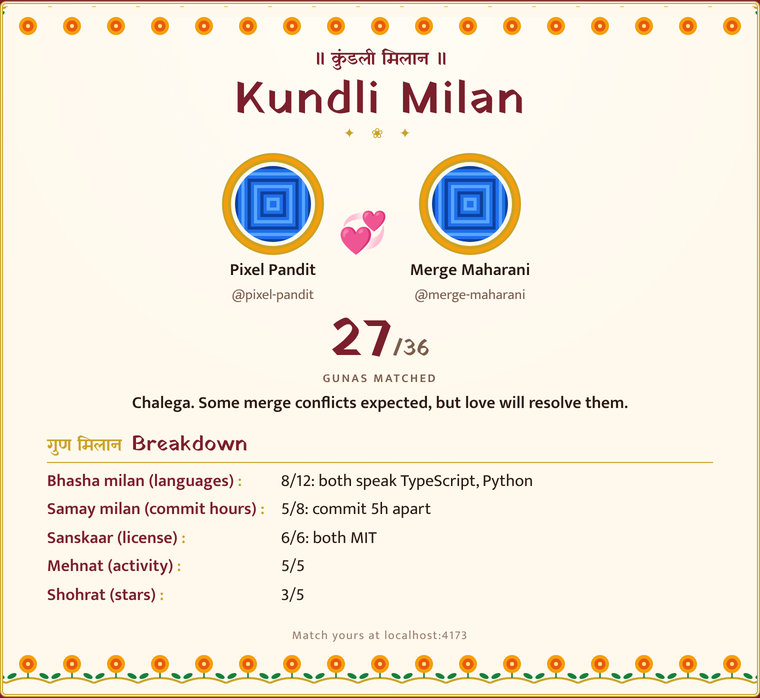 ॥ कुंडली मिलान ॥
Kundli Milan
Pixel Pandit
@pixel-pandit
Merge Maharani
@merge-maharani
27/36
GUNAS MATCHED
Chalega. Some merge conflicts expected, but love will resolve them.
गुण मिलान Breakdown
Bhasha milan (languages) : 8/12: both speak TypeScript, Python
Samay milan (commit hours) : 5/8: commit 5h apart
Sanskaar (license) : 6/6: both MIT
Mehnat (activity) : 5/5
Shohrat (stars) : 3/5
Match yours at localhost:4173